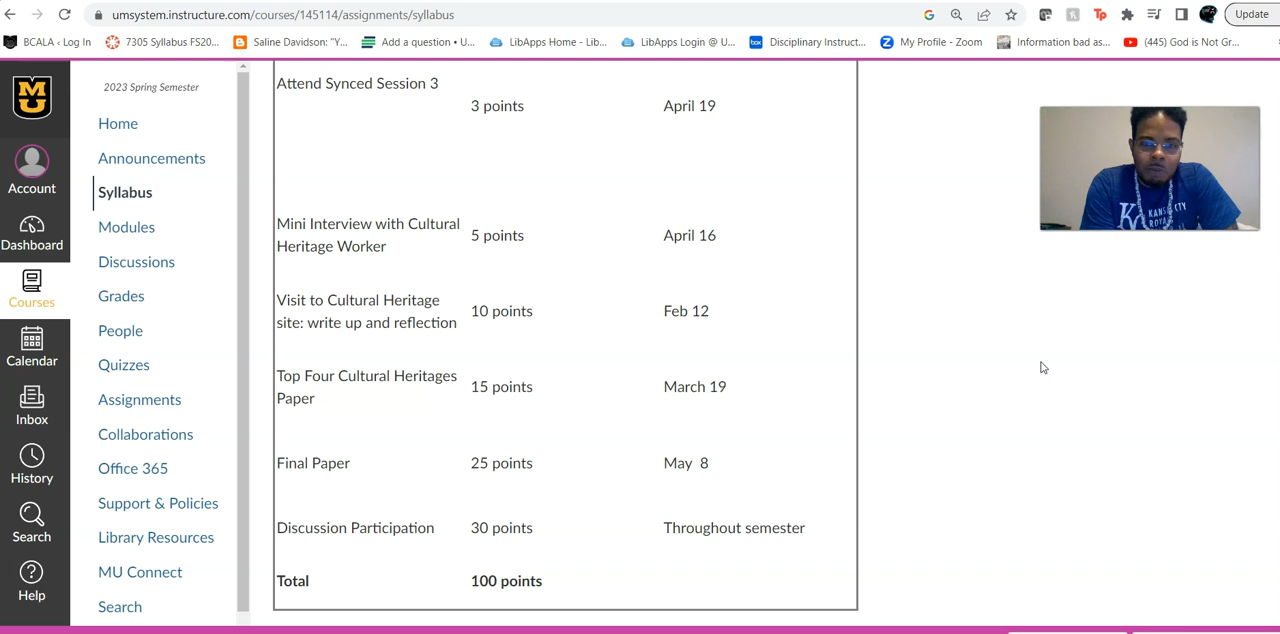 umsystem.instructure.com/courses/145114/assignments/syllabus
Update
BCALA ‹ Log In
7305 Syllabus FS20...
Saline Davidson: "Y...
Add a question • U...
LibApps Home - Lib...
LibApps Login @ U...
box
Disciplinary Instruct...
My Profile - Zoom
Information bad as...
(445) God is Not Gr...
MU
Account
Dashboard
Courses
Calendar
Inbox
History
Search
Help
2023 Spring Semester
Home
Announcements
Syllabus
Modules
Discussions
Grades
People
Quizzes
Assignments
Collaborations
Office 365
Support & Policies
Library Resources
MU Connect
Search
Attend Synced Session 3
3 points April 19
Mini Interview with Cultural
Heritage Worker
5 points April 16
Visit to Cultural Heritage
site: write up and reflection
10 points Feb 12
Top Four Cultural Heritages
Paper
15 points March 19
Final Paper 25 points May 8
Discussion Participation 30 points Throughout semester
Total 100 points